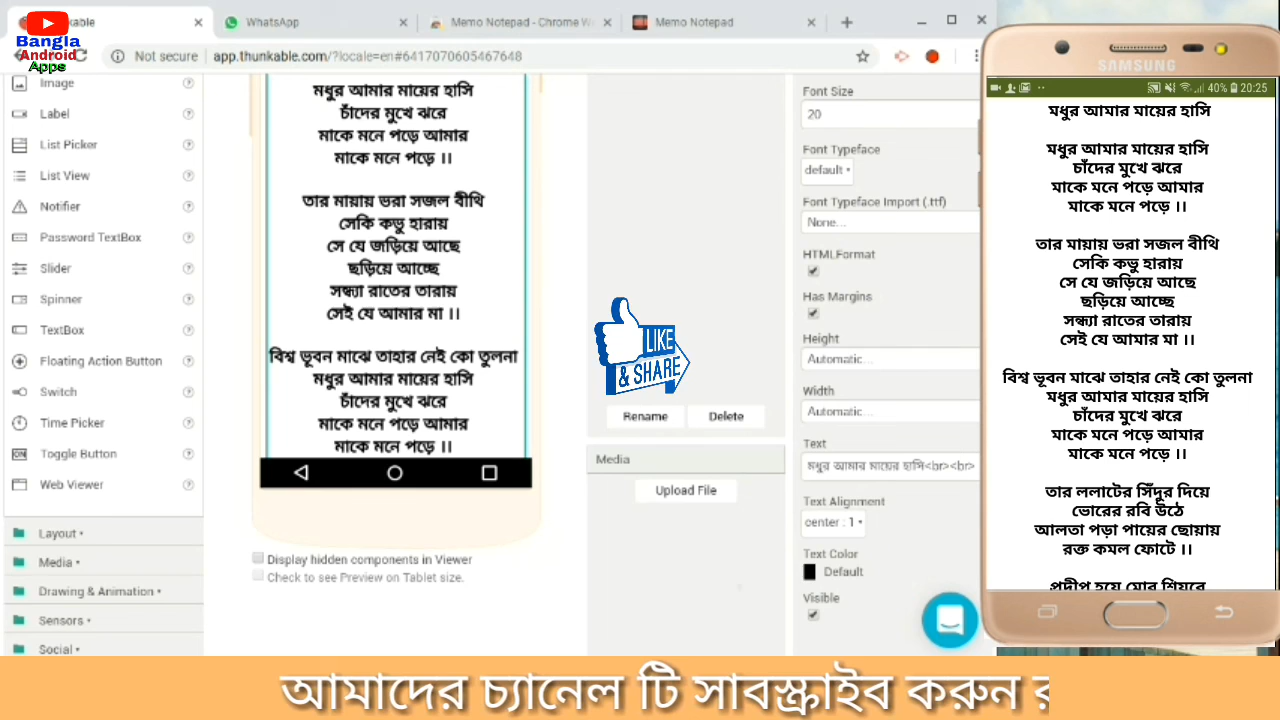 WhatsApp
Memo Notepad - Chrome W
Memo Notepad
Bangla
Android
Apps
Not secure
app.thunkable.com/?locale=en#6417070605467648
Image
Label
List Picker
List View
Notifier
Password TextBox
Slider
Spinner
TextBox
Floating Action Button
Switch
Time Picker
Toggle Button
Web Viewer
Layout
Media
Drawing & Animation
Sensors
Social
মধুর আমার মায়ের হাসি
চাঁদের মুখে ঝরে
মাকে মনে পড়ে আমার
মাকে মনে পড়ে ।।
তার মায়ায় ভরা সজল বীথি
সেকি কভু হারায়
সে যে জড়িয়ে আছে
ছড়িয়ে আচ্ছে
সন্ধ্যা রাতের তারায়
সেই যে আমার মা ।।
বিশ্ব ভূবন মাঝে তাহার নেই কো তুলনা
মধুর আমার মায়ের হাসি
চাঁদের মুখে ঝরে
মাকে মনে পড়ে আমার
মাকে মনে পড়ে ।।
Display hidden components in Viewer
Check to see Preview on Tablet size.
LIKE
& SHARE
Rename
Delete
Media
Upload File
Font Size
20
Font Typeface
default
Font Typeface Import (.ttf)
None...
HTMLFormat
Has Margins
Height
Automatic...
Width
Automatic...
Text
মধুর আমার মায়ের হাসি<br><br>
Text Alignment
center : 1
Text Color
Default
Visible
SAMSUNG
40% 20:25
মধুর আমার মায়ের হাসি
মধুর আমার মায়ের হাসি
চাঁদের মুখে ঝরে
মাকে মনে পড়ে আমার
মাকে মনে পড়ে ।।
তার মায়ায় ভরা সজল বীথি
সেকি কভু হারায়
সে যে জড়িয়ে আছে
ছড়িয়ে আচ্ছে
সন্ধ্যা রাতের তারায়
সেই যে আমার মা ।।
বিশ্ব ভূবন মাঝে তাহার নেই কো তুলনা
মধুর আমার মায়ের হাসি
চাঁদের মুখে ঝরে
মাকে মনে পড়ে আমার
মাকে মনে পড়ে ।।
তার ললাটের সিঁদুর দিয়ে
ভোরের রবি উঠে
আলতা পড়া পায়ের ছোয়ায়
রক্ত কমল ফোটে ।।
প্রদীপ হয়ে মোর শিয়রে
আমাদের চ্যানেল টি সাবস্ক্রাইব করুন